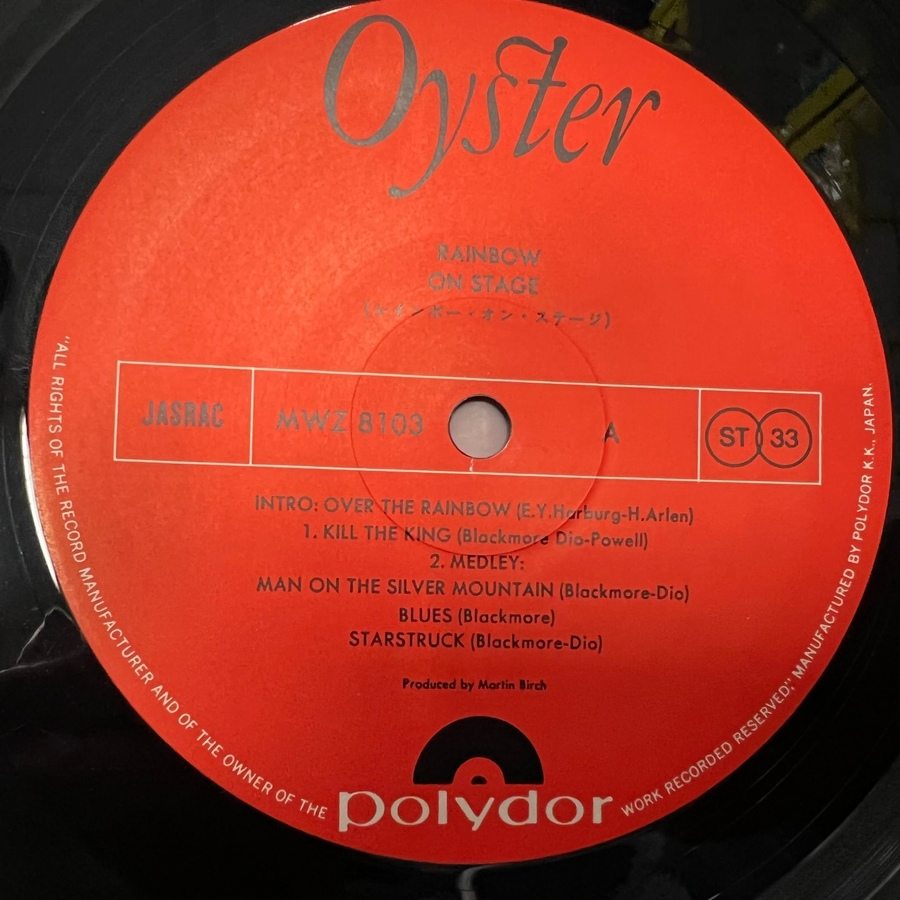 Oyster
RAINBOW
ON STAGE
(レインボー・オン・ステージ)
JASRAC
MWZ 8103
A
ST 33
INTRO: OVER THE RAINBOW (E.Y.Harburg-H.Arlen)
1. KILL THE KING (Blackmore Dio-Powell)
2. MEDLEY:
MAN ON THE SILVER MOUNTAIN (Blackmore-Dio)
BLUES (Blackmore)
STARSTRUCK (Blackmore-Dio)
Produced by Martin Birch
polydor
"ALL RIGHTS OF THE RECORD MANUFACTURER AND OF THE OWNER OF THE WORK RECORDED RESERVED," MANUFACTURED BY POLYDOR K.K., JAPAN.